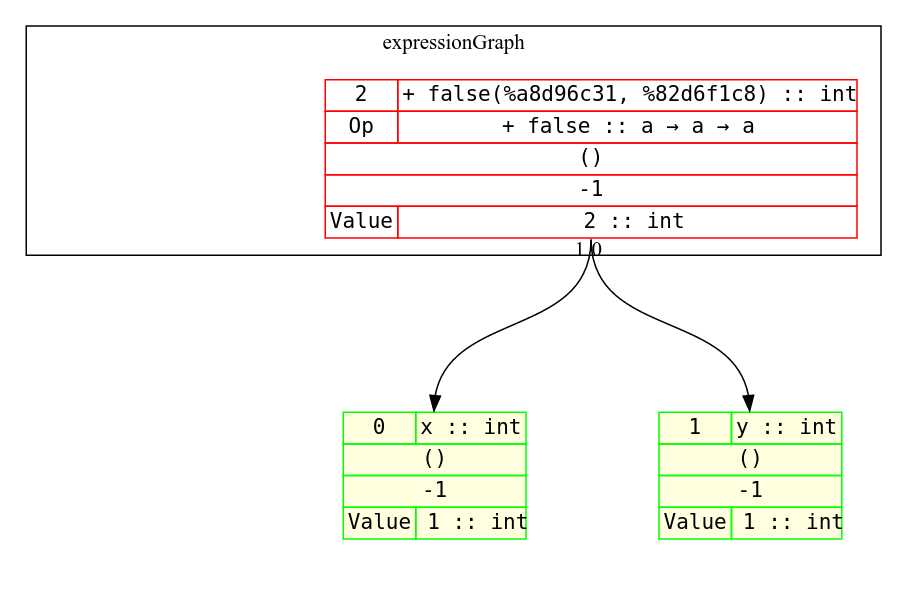 expressionGraph
2 + false(%a8d96c31, %82d6f1c8) :: int
Op + false :: a → a → a
()
-1
Value 2 :: int
1 0
0 x :: int
()
-1
Value 1 :: int
1 y :: int
()
-1
Value 1 :: int